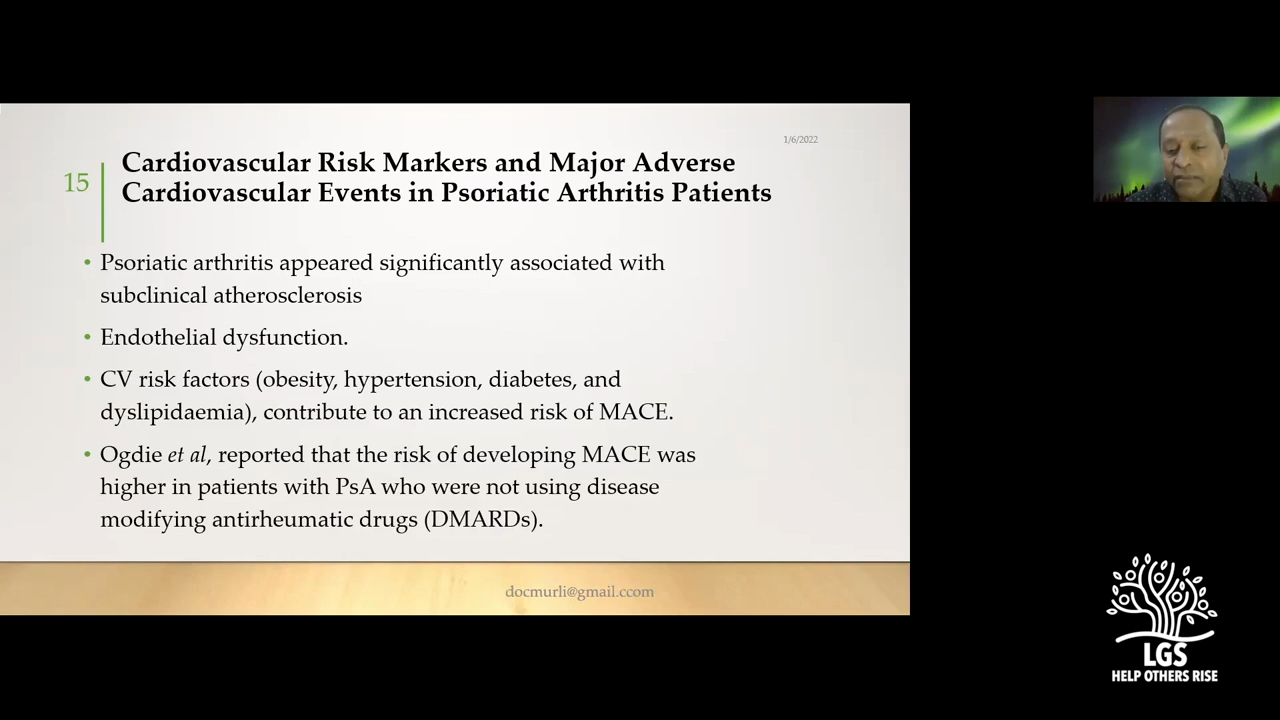 1/6/2022
15
Cardiovascular Risk Markers and Major Adverse
Cardiovascular Events in Psoriatic Arthritis Patients
• Psoriatic arthritis appeared significantly associated with
subclinical atherosclerosis
• Endothelial dysfunction.
• CV risk factors (obesity, hypertension, diabetes, and
dyslipidaemia), contribute to an increased risk of MACE.
• Ogdie et al, reported that the risk of developing MACE was
higher in patients with PsA who were not using disease
modifying antirheumatic drugs (DMARDs).
docmurli@gmail.ccom
LGS
HELP OTHERS RISE